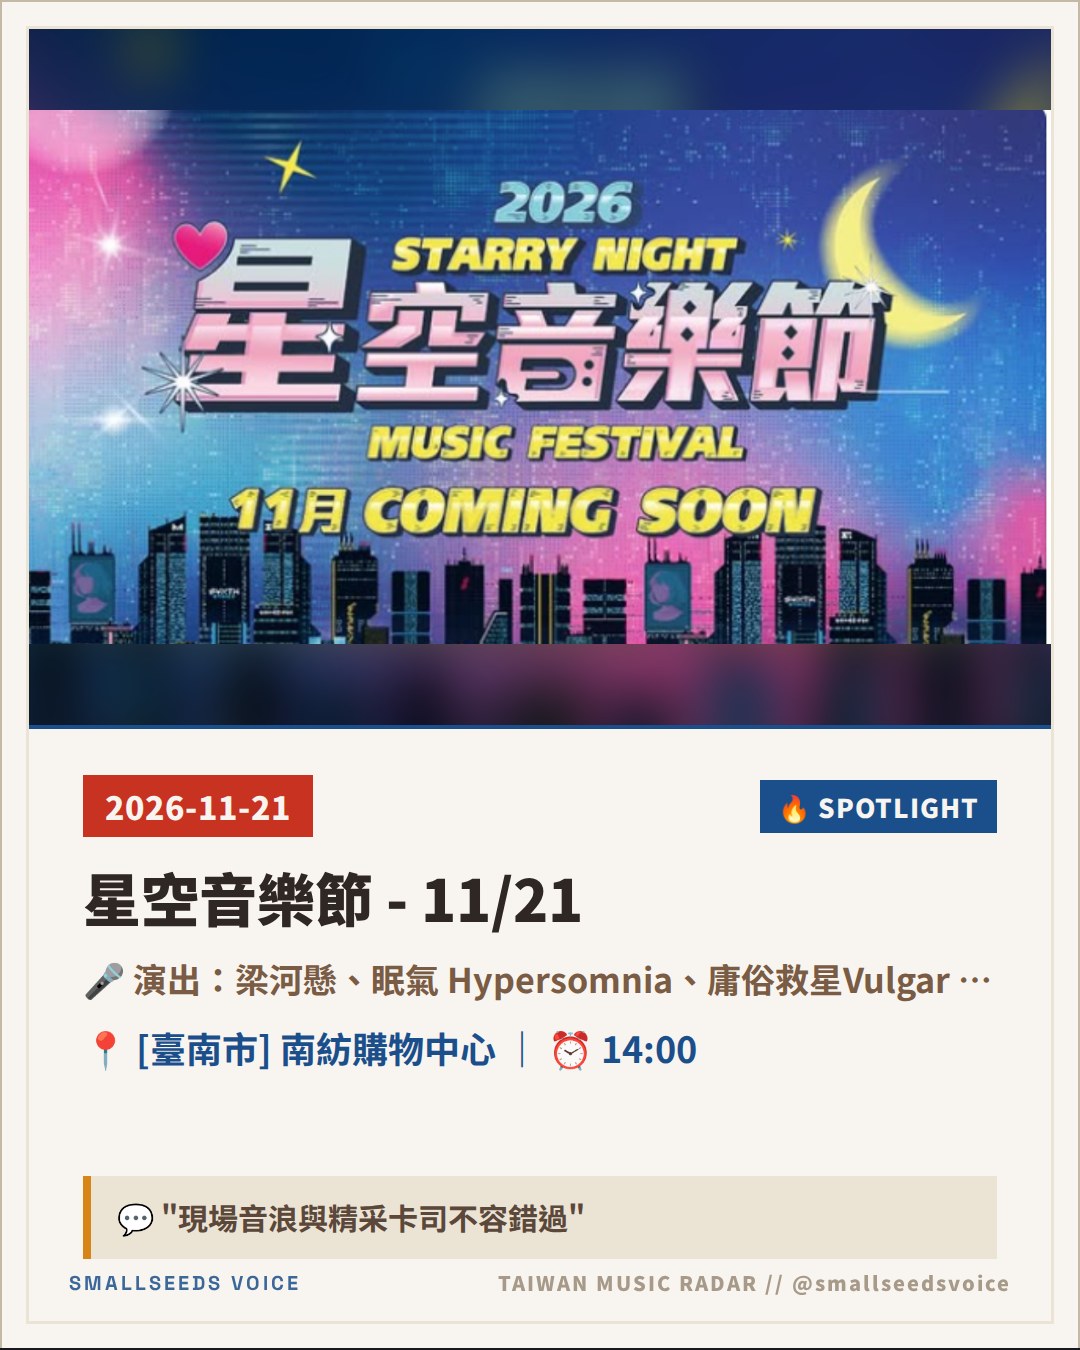 2026
STARRY NIGHT
星空音樂節
MUSIC FESTIVAL
11月 COMING SOON
2026-11-21
🔥 SPOTLIGHT
星空音樂節 - 11/21
🎤 演出：梁河懸、眠氣 Hypersomnia、庸俗救星Vulgar …
📍 [臺南市] 南紡購物中心 ｜ ⏰ 14:00
💬 "現場音浪與精采卡司不容錯過"
SMALLSEEDS VOICE
TAIWAN MUSIC RADAR // @smallseedsvoice